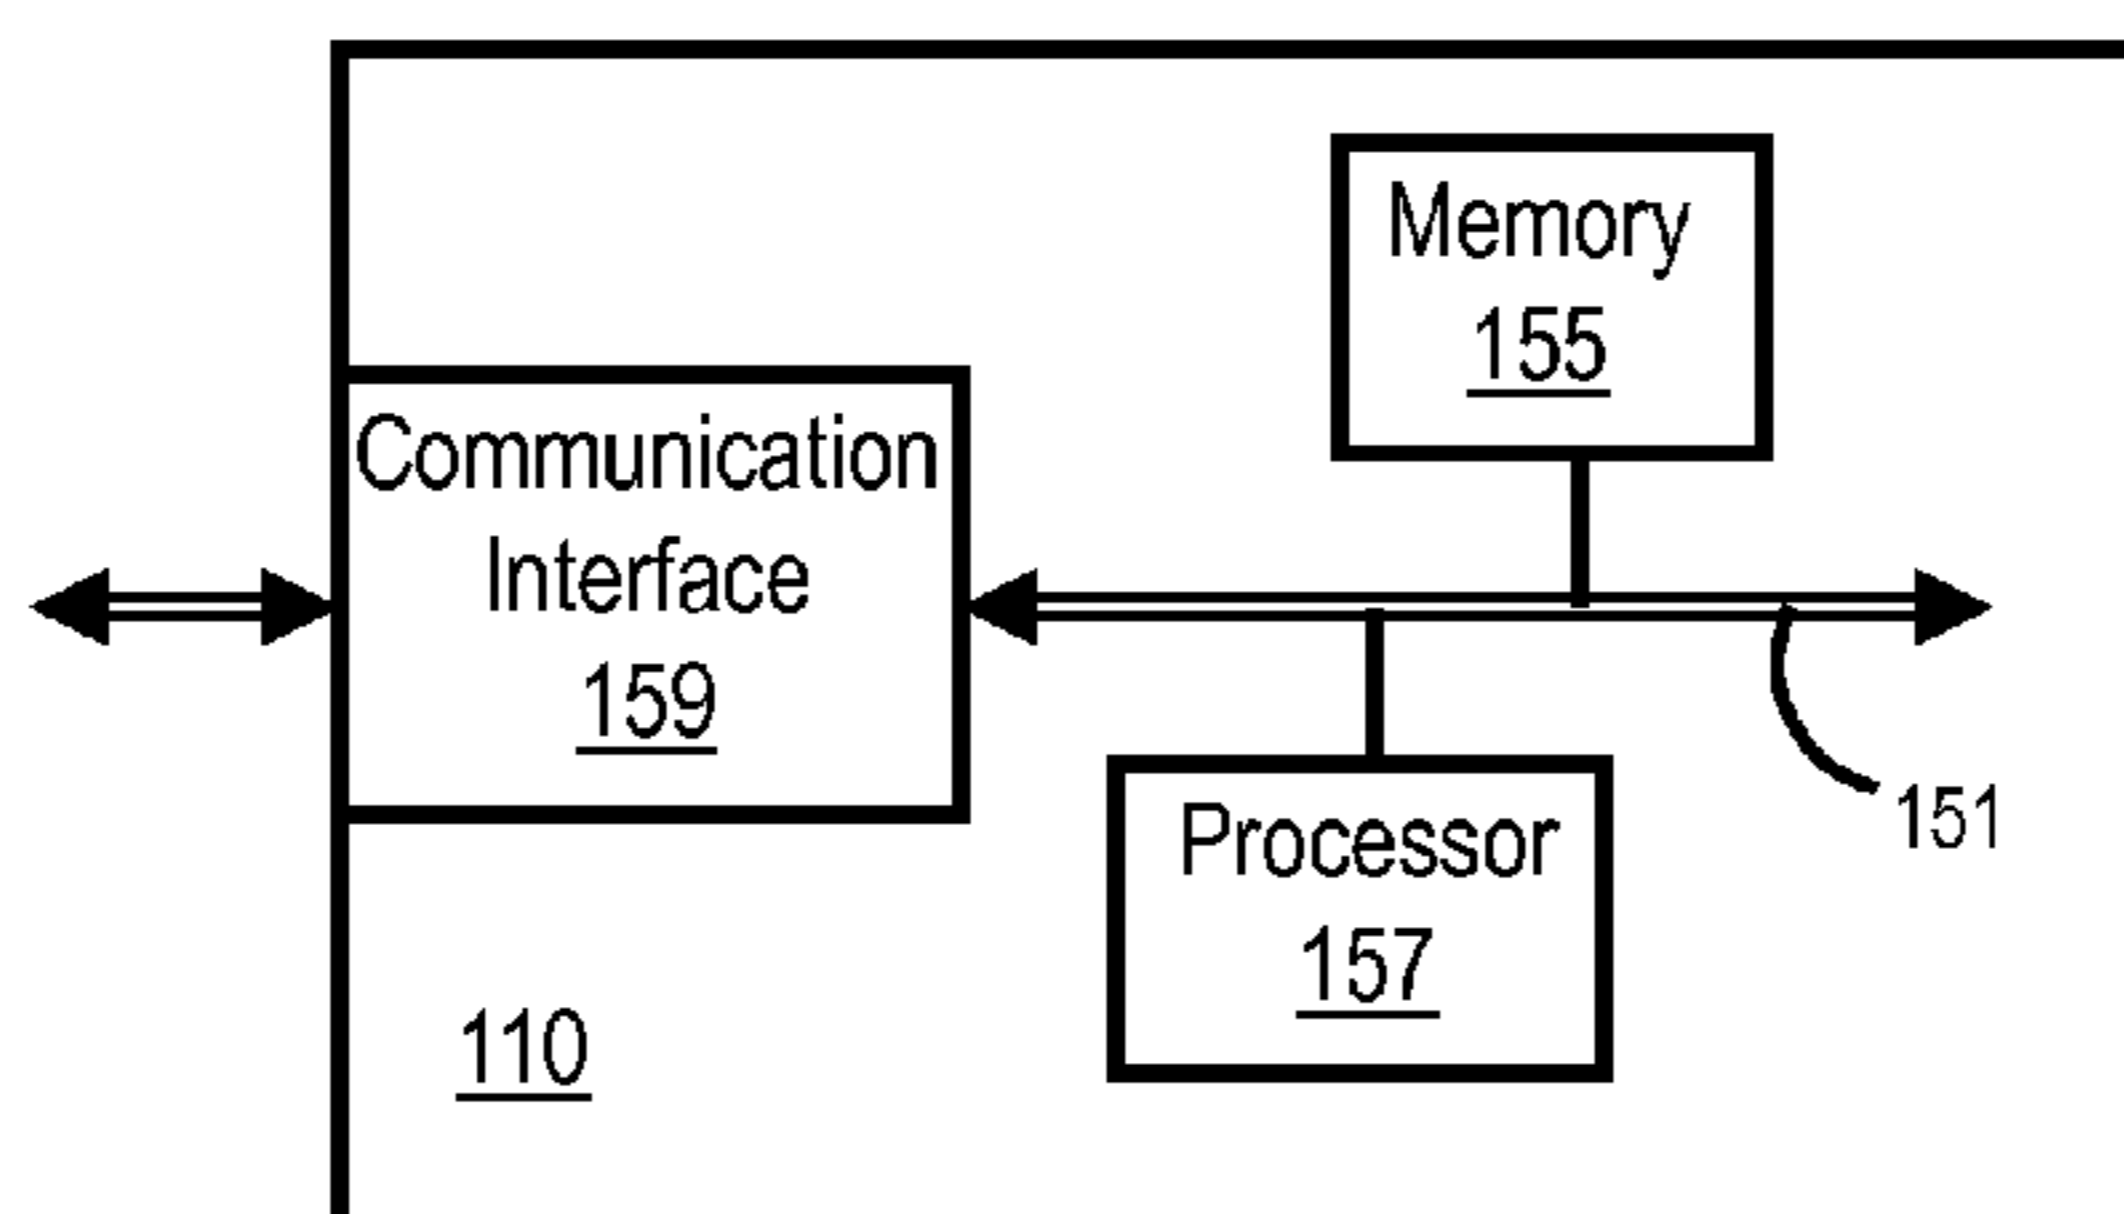 Memory
155
Communication
Interface
159
Processor
157
151
110